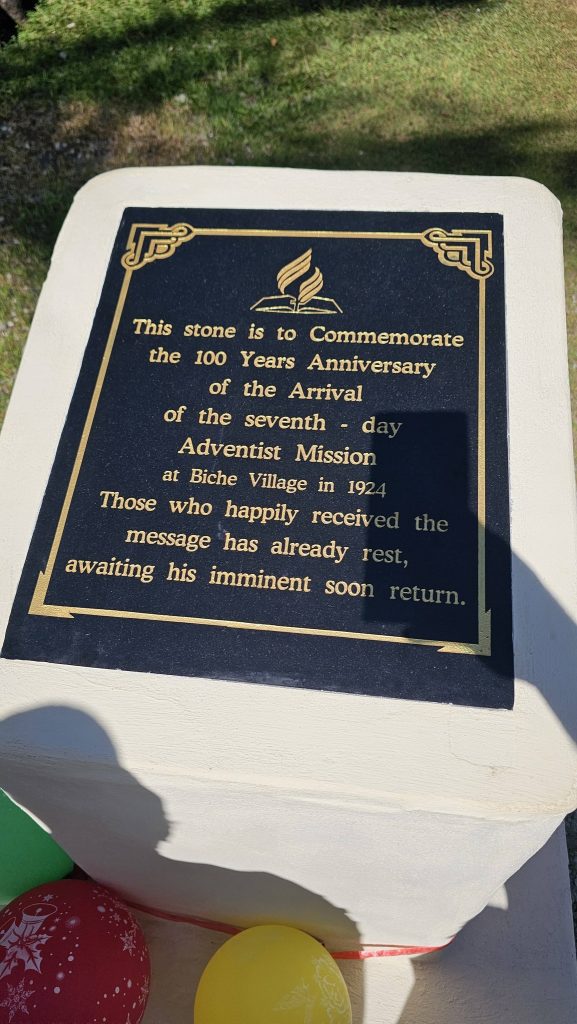 This stone is to Commemorate
the 100 Years Anniversary
of the Arrival
of the seventh - day
Adventist Mission
at Biche Village in 1924
Those who happily received the
message has already rest,
awaiting his imminent soon return.